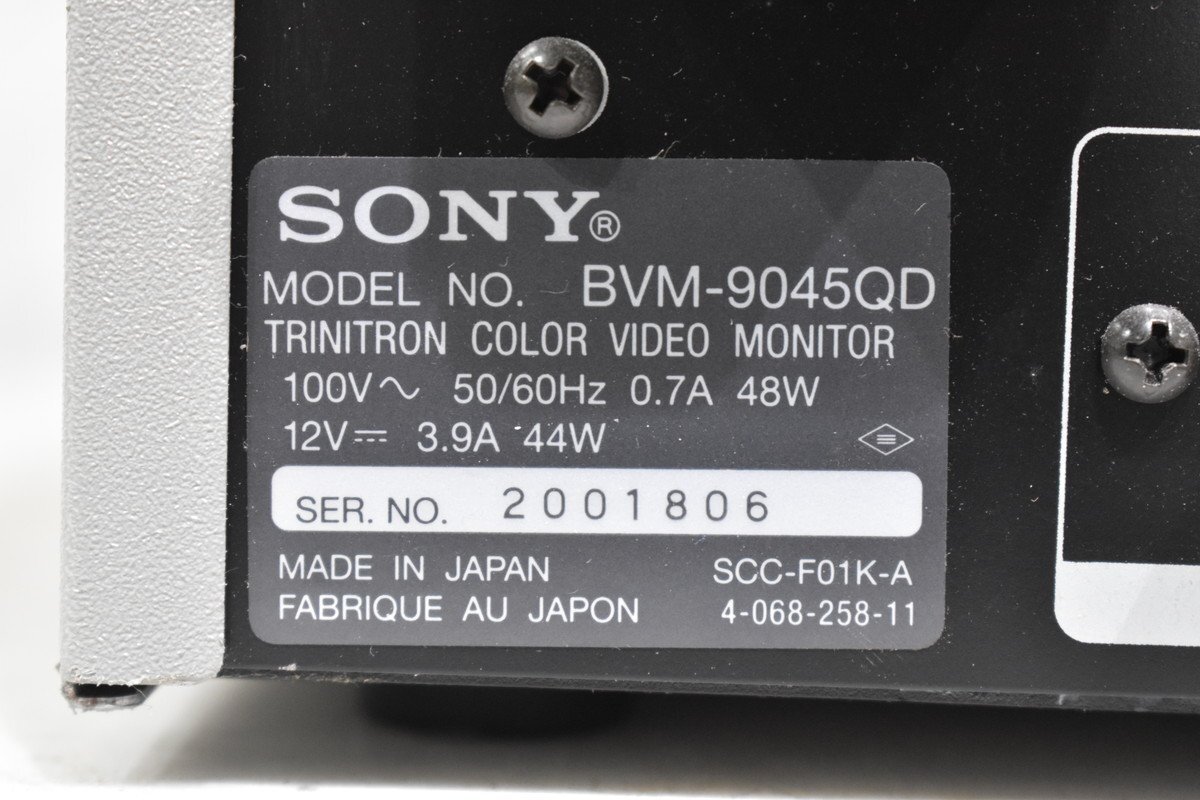 SONY®
MODEL NO. BVM-9045QD
TRINITRON COLOR VIDEO MONITOR
100V～ 50/60Hz 0.7A 48W
12V⎓ 3.9A 44W
SER. NO. 2001806
MADE IN JAPAN SCC-F01K-A
FABRIQUE AU JAPON 4-068-258-11